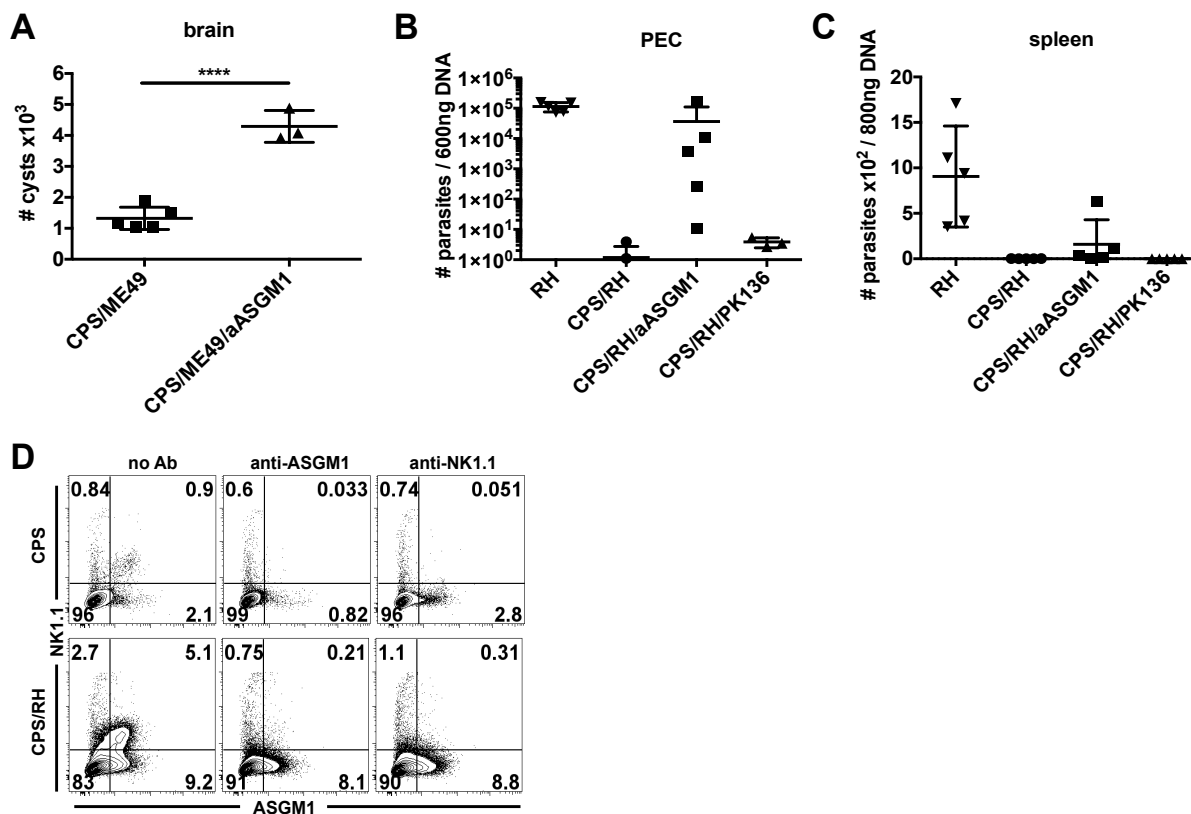 A
brain
# cysts x10³
6
5
4
3
2
1
0
****
CPS/ME49
CPS/ME49/aASGM1
B
PEC
# parasites / 600ng DNA
1×10⁶
1×10⁵
1×10⁴
1×10³
1×10²
1×10¹
1×10⁰
RH
CPS/RH
CPS/RH/aASGM1
CPS/RH/PK136
C
spleen
# parasites x10² / 800ng DNA
20
15
10
5
0
RH
CPS/RH
CPS/RH/aASGM1
CPS/RH/PK136
D
no Ab anti-ASGM1 anti-NK1.1
CPS
0.84 0.9 0.6 0.033 0.74 0.051
96 2.1 99 0.82 96 2.8
NK1.1
CPS/RH
2.7 5.1 0.75 0.21 1.1 0.31
83 9.2 91 8.1 90 8.8
ASGM1